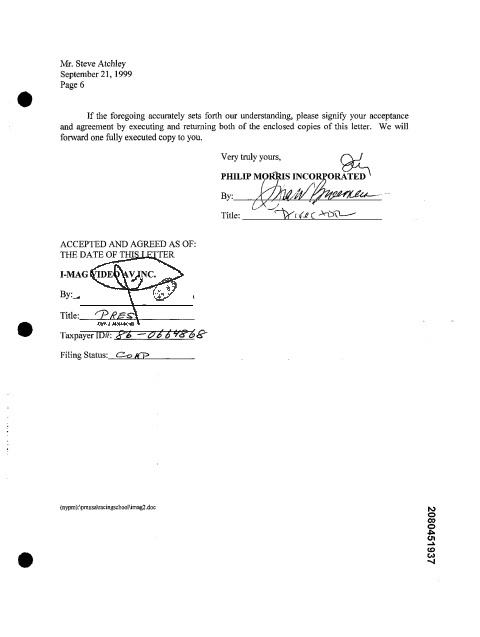 Mr. Steve Atchley
September 21, 1999
Page 6
If the foregoing accurately sets forth our understanding, please signify your acceptance
and agreement by executing and returning both of the enclosed copies of this letter. We will
forward one fully executed copy to you.
Very truly yours,
PHILIP MORRIS INCORPORATED
By:
Title: Director
ACCEPTED AND AGREED AS OF:
THE DATE OF THIS LETTER
I-MAG VIDEO AV, INC.
By:
Title: PRES
Taxpayer ID#: 86-0664868
Filing Status: CORP
(nypm)\pmusa\racingschool\imag2.doc
2080451937